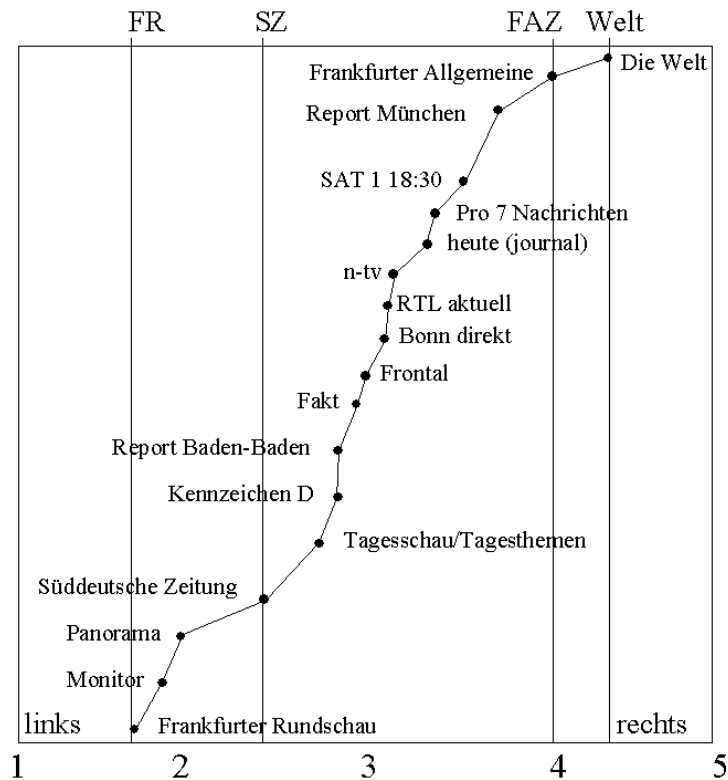 FR SZ FAZ Welt
Die Welt
Frankfurter Allgemeine
Report München
SAT 1 18:30
Pro 7 Nachrichten
heute (journal)
n-tv
RTL aktuell
Bonn direkt
Frontal
Fakt
Report Baden-Baden
Kennzeichen D
Tagesschau/Tagesthemen
Süddeutsche Zeitung
Panorama
Monitor
links Frankfurter Rundschau rechts
1 2 3 4 5